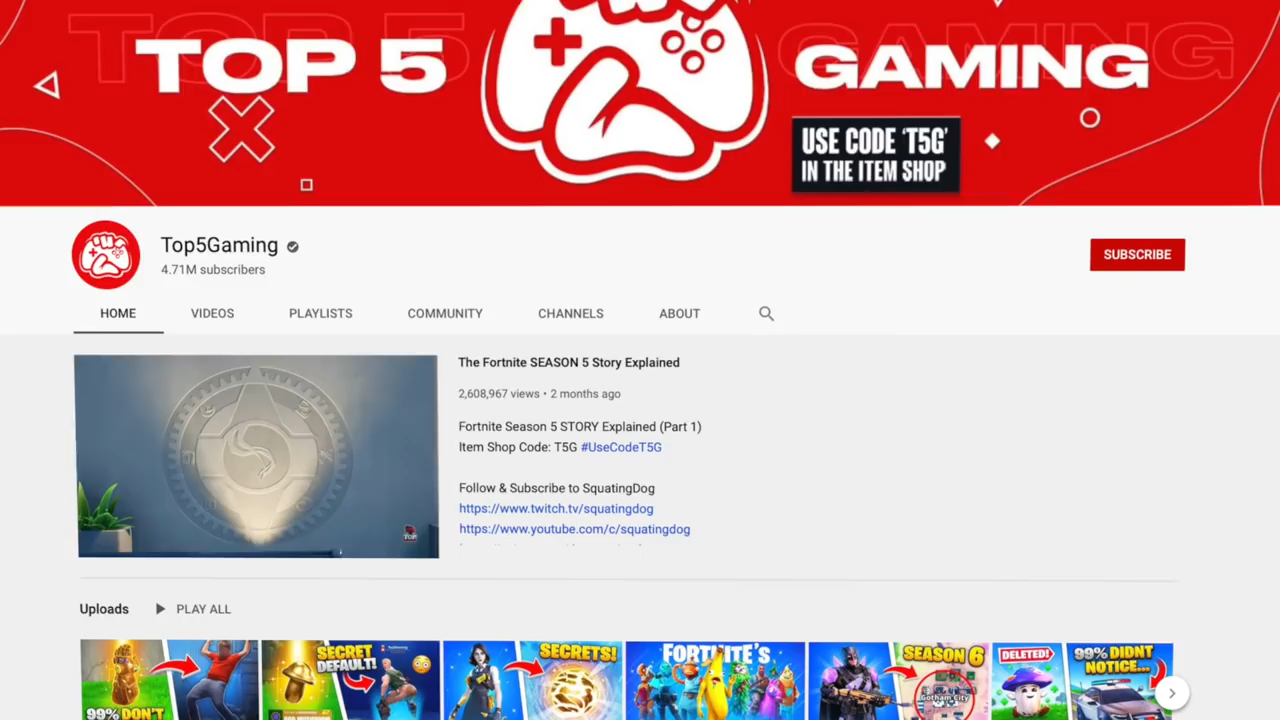 TOP 5 GAMING
USE CODE 'T5G'
IN THE ITEM SHOP
Top5Gaming
4.71M subscribers
SUBSCRIBE
HOME VIDEOS PLAYLISTS COMMUNITY CHANNELS ABOUT
The Fortnite SEASON 5 Story Explained
2,608,967 views • 2 months ago
Fortnite Season 5 STORY Explained (Part 1)
Item Shop Code: T5G #UseCodeT5G
Follow & Subscribe to SquatingDog
https://www.twitch.tv/squatingdog
https://www.youtube.com/c/squatingdog
TOP
Uploads PLAY ALL
99% DON'T
SECRET
DEFAULT!
SECRETS!
FORTNITE'S
SEASON 6
Gotham City
DELETED!
99% DIDNT
NOTICE...